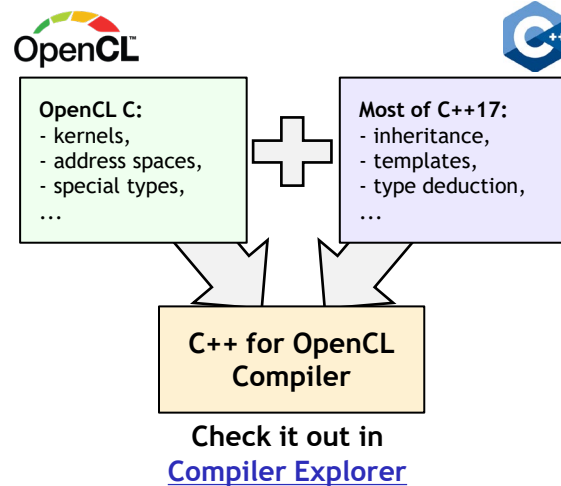 OpenCL™
C++
OpenCL C:
- kernels,
- address spaces,
- special types,
...
Most of C++17:
- inheritance,
- templates,
- type deduction,
...
C++ for OpenCL
Compiler
Check it out in
Compiler Explorer